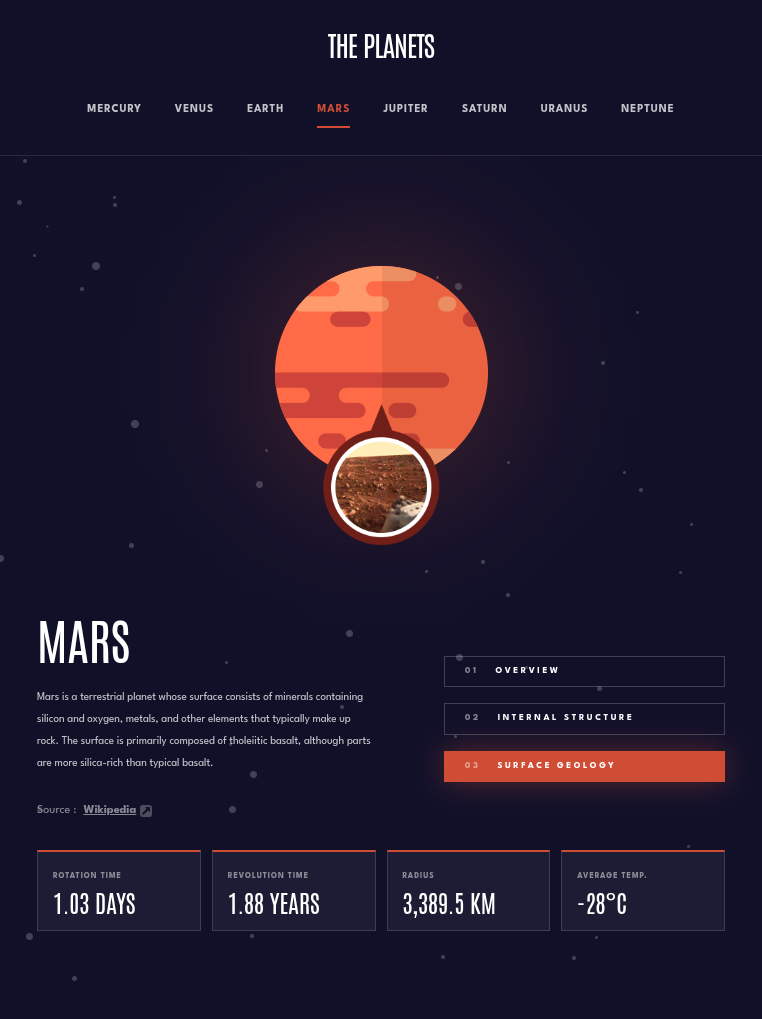 THE PLANETS
MERCURY VENUS EARTH MARS JUPITER SATURN URANUS NEPTUNE
MARS
Mars is a terrestrial planet whose surface consists of minerals containing
silicon and oxygen, metals, and other elements that typically make up
rock. The surface is primarily composed of tholeiitic basalt, although parts
are more silica-rich than typical basalt.
Source : Wikipedia
01 OVERVIEW
02 INTERNAL STRUCTURE
03 SURFACE GEOLOGY
ROTATION TIME
1.03 DAYS
REVOLUTION TIME
1.88 YEARS
RADIUS
3,389.5 KM
AVERAGE TEMP.
-28°C